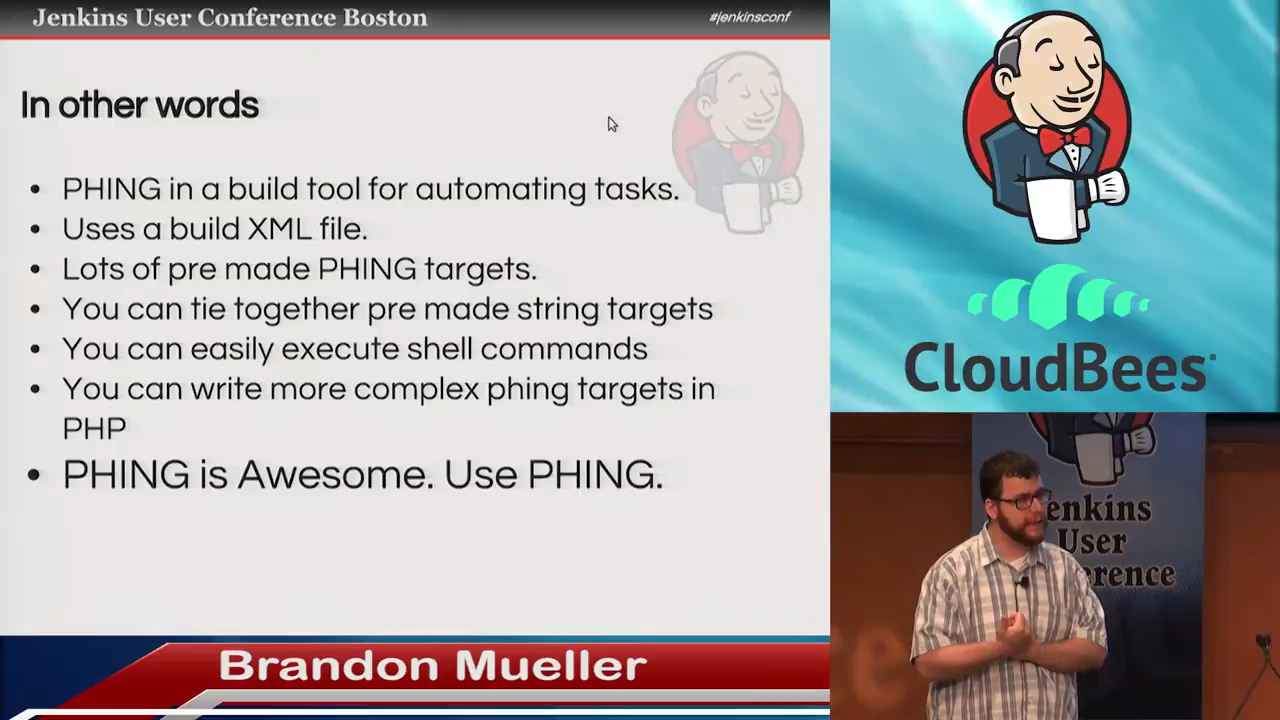 Jenkins User Conference Boston
#jenkinsconf
In other words
• PHING in a build tool for automating tasks.
• Uses a build XML file.
• Lots of pre made PHING targets.
• You can tie together pre made string targets
• You can easily execute shell commands
• You can write more complex phing targets in
PHP
• PHING is Awesome. Use PHING.
Brandon Mueller
CloudBees
enkins
User
erence